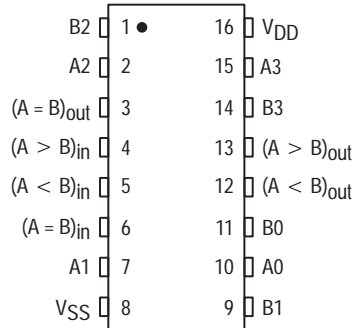 B2 1 16 VDD
A2 2 15 A3
(A = B)out 3 14 B3
(A > B)in 4 13 (A > B)out
(A < B)in 5 12 (A < B)out
(A = B)in 6 11 B0
A1 7 10 A0
VSS 8 9 B1